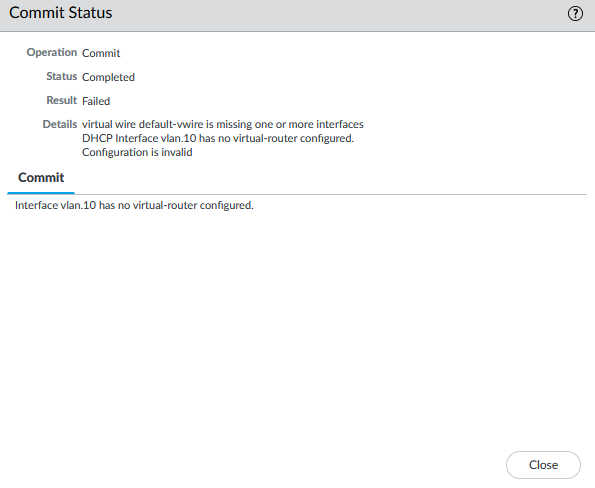 Commit Status
?
Operation Commit
Status Completed
Result Failed
Details virtual wire default-vwire is missing one or more interfaces
DHCP Interface vlan.10 has no virtual-router configured.
Configuration is invalid
Commit
Interface vlan.10 has no virtual-router configured.
Close